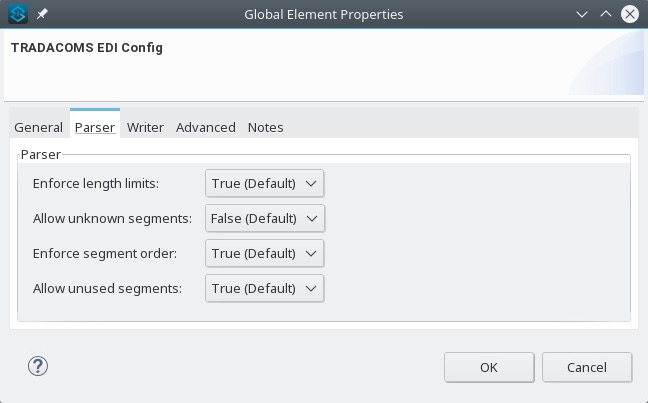 Global Element Properties
TRADACOMS EDI Config
General Parser Writer Advanced Notes
Parser
Enforce length limits: True (Default)
Allow unknown segments: False (Default)
Enforce segment order: True (Default)
Allow unused segments: True (Default)
? OK Cancel